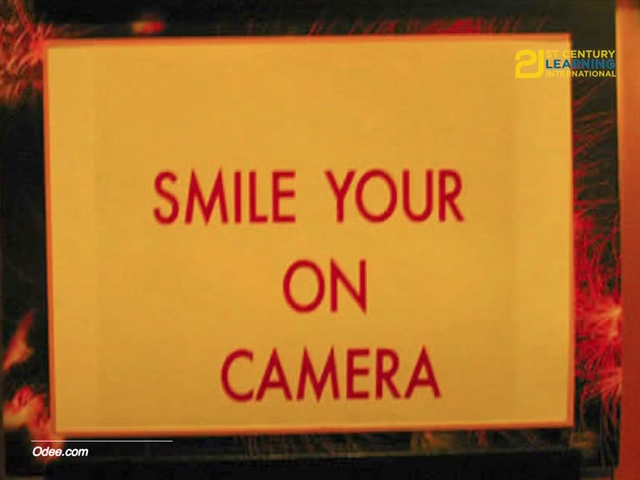 21ST CENTURY
LEARNING
INTERNATIONAL
SMILE YOUR
ON
CAMERA
Odee.com